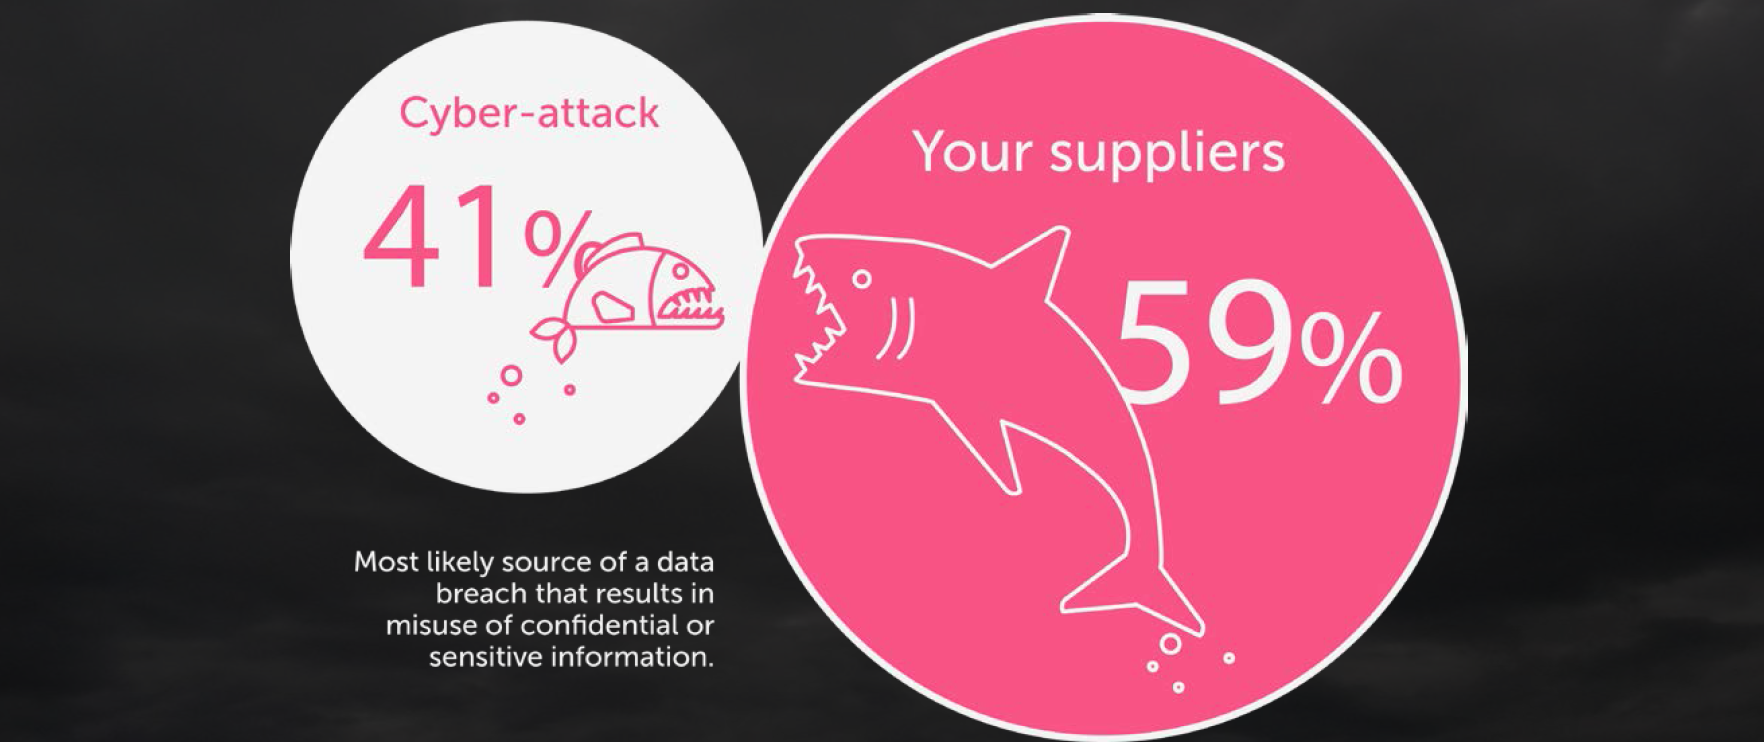 Cyber-attack
41%
Your suppliers
59%
Most likely source of a data
breach that results in
misuse of confidential or
sensitive information.